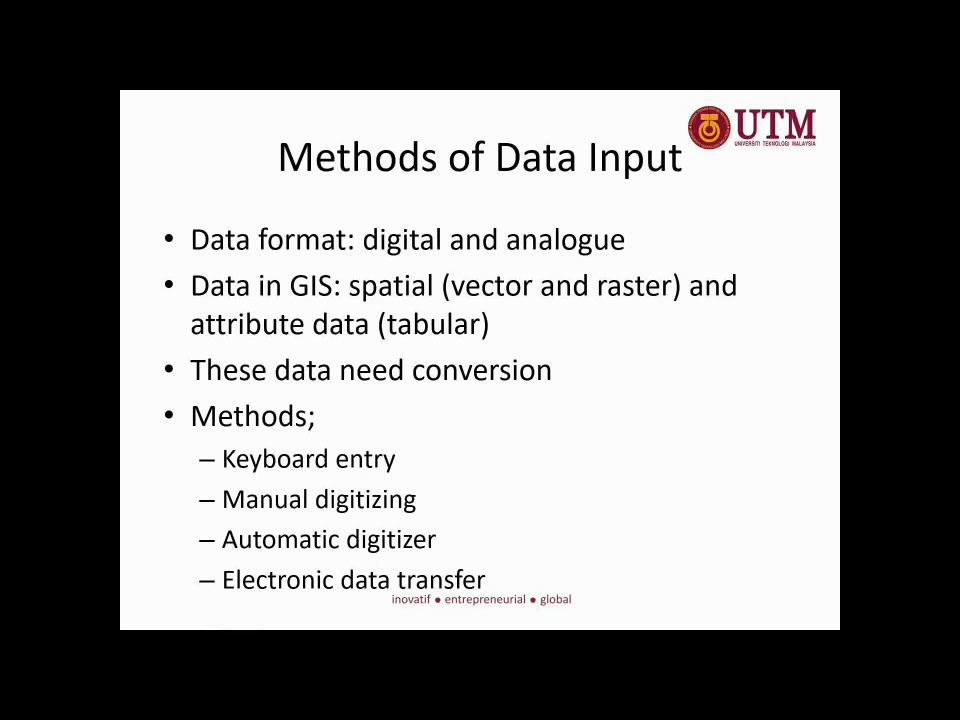 UTM
UNIVERSITI TEKNOLOGI MALAYSIA
Methods of Data Input
• Data format: digital and analogue
• Data in GIS: spatial (vector and raster) and
attribute data (tabular)
• These data need conversion
• Methods;
– Keyboard entry
– Manual digitizing
– Automatic digitizer
– Electronic data transfer
inovatif ● entrepreneurial ● global